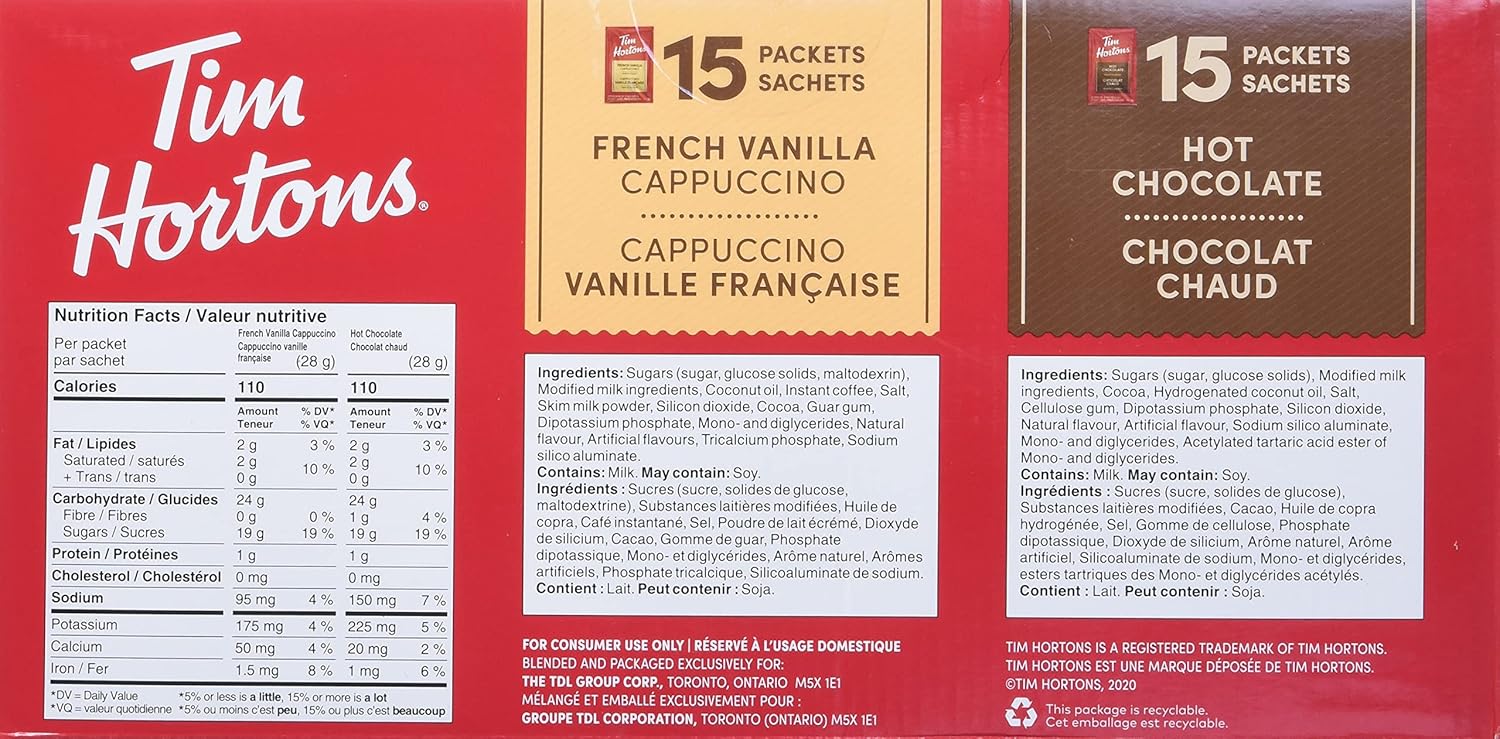 Tim
Hortons®
Nutrition Facts / Valeur nutritive
Per packet
par sachet
French Vanilla Cappuccino
Cappuccino vanille
française (28 g)
Hot Chocolate
Chocolat chaud
(28 g)
Calories 110 110
Amount % DV* Amount % DV*
Teneur % VQ* Teneur % VQ*
Fat / Lipides 2 g 3 % 2 g 3 %
Saturated / saturés 2 g 10 % 2 g 10 %
+ Trans / trans 0 g 0 g
Carbohydrate / Glucides 24 g 24 g
Fibre / Fibres 0 g 0 % 1 g 4 %
Sugars / Sucres 19 g 19 % 19 g 19 %
Protein / Protéines 1 g 1 g
Cholesterol / Cholestérol 0 mg 0 mg
Sodium 95 mg 4 % 150 mg 7 %
Potassium 175 mg 4 % 225 mg 5 %
Calcium 50 mg 4 % 20 mg 2 %
Iron / Fer 1.5 mg 8 % 1 mg 6 %
*DV = Daily Value *5% or less is a little, 15% or more is a lot
*VQ = valeur quotidienne *5% ou moins c'est peu, 15% ou plus c'est beaucoup
Tim
Hortons
FRENCH VANILLA
CAPPUCCINO
CAPPUCCINO
VANILLE FRANÇAISE
15 PACKETS
SACHETS
FRENCH VANILLA
CAPPUCCINO
CAPPUCCINO
VANILLE FRANÇAISE
Ingredients: Sugars (sugar, glucose solids, maltodexrin),
Modified milk ingredients, Coconut oil, Instant coffee, Salt,
Skim milk powder, Silicon dioxide, Cocoa, Guar gum,
Dipotassium phosphate, Mono- and diglycerides, Natural
flavour, Artificial flavours, Tricalcium phosphate, Sodium
silico aluminate.
Contains: Milk. May contain: Soy.
Ingrédients : Sucres (sucre, solides de glucose,
maltodextrine), Substances laitières modifiées, Huile de
copra, Café instantané, Sel, Poudre de lait écrémé, Dioxyde
de silicium, Cacao, Gomme de guar, Phosphate
dipotassique, Mono- et diglycérides, Arôme naturel, Arômes
artificiels, Phosphate tricalcique, Silicoaluminate de sodium.
Contient : Lait. Peut contenir : Soja.
FOR CONSUMER USE ONLY | RÉSERVÉ À L'USAGE DOMESTIQUE
BLENDED AND PACKAGED EXCLUSIVELY FOR:
THE TDL GROUP CORP., TORONTO, ONTARIO M5X 1E1
MÉLANGÉ ET EMBALLÉ EXCLUSIVEMENT POUR :
GROUPE TDL CORPORATION, TORONTO (ONTARIO) M5X 1E1
Tim
Hortons
HOT
CHOCOLATE
CHOCOLAT
CHAUD
15 PACKETS
SACHETS
HOT
CHOCOLATE
CHOCOLAT
CHAUD
Ingredients: Sugars (sugar, glucose solids), Modified milk
ingredients, Cocoa, Hydrogenated coconut oil, Salt,
Cellulose gum, Dipotassium phosphate, Silicon dioxide,
Natural flavour, Artificial flavour, Sodium silico aluminate,
Mono- and diglycerides, Acetylated tartaric acid ester of
Mono- and diglycerides.
Contains: Milk. May contain: Soy.
Ingrédients : Sucres (sucre, solides de glucose),
Substances laitières modifiées, Cacao, Huile de copra
hydrogénée, Sel, Gomme de cellulose, Phosphate
dipotassique, Dioxyde de silicium, Arôme naturel, Arôme
artificiel, Silicoaluminate de sodium, Mono- et diglycérides,
esters tartriques des Mono- et diglycérides acétylés.
Contient : Lait. Peut contenir : Soja.
TIM HORTONS IS A REGISTERED TRADEMARK OF TIM HORTONS.
TIM HORTONS EST UNE MARQUE DÉPOSÉE DE TIM HORTONS.
©TIM HORTONS, 2020
This package is recyclable.
Cet emballage est recyclable.